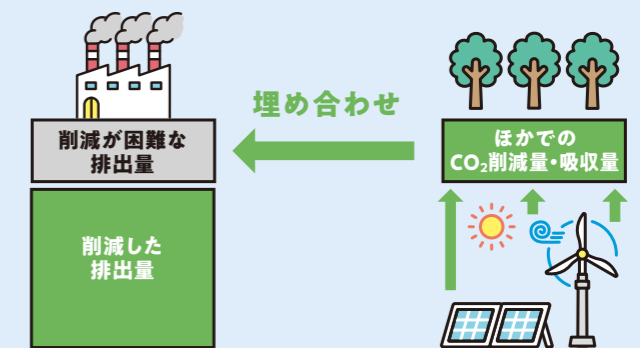 削減が困難な
排出量
削減した
排出量
埋め合わせ
ほかでの
CO₂削減量・吸収量